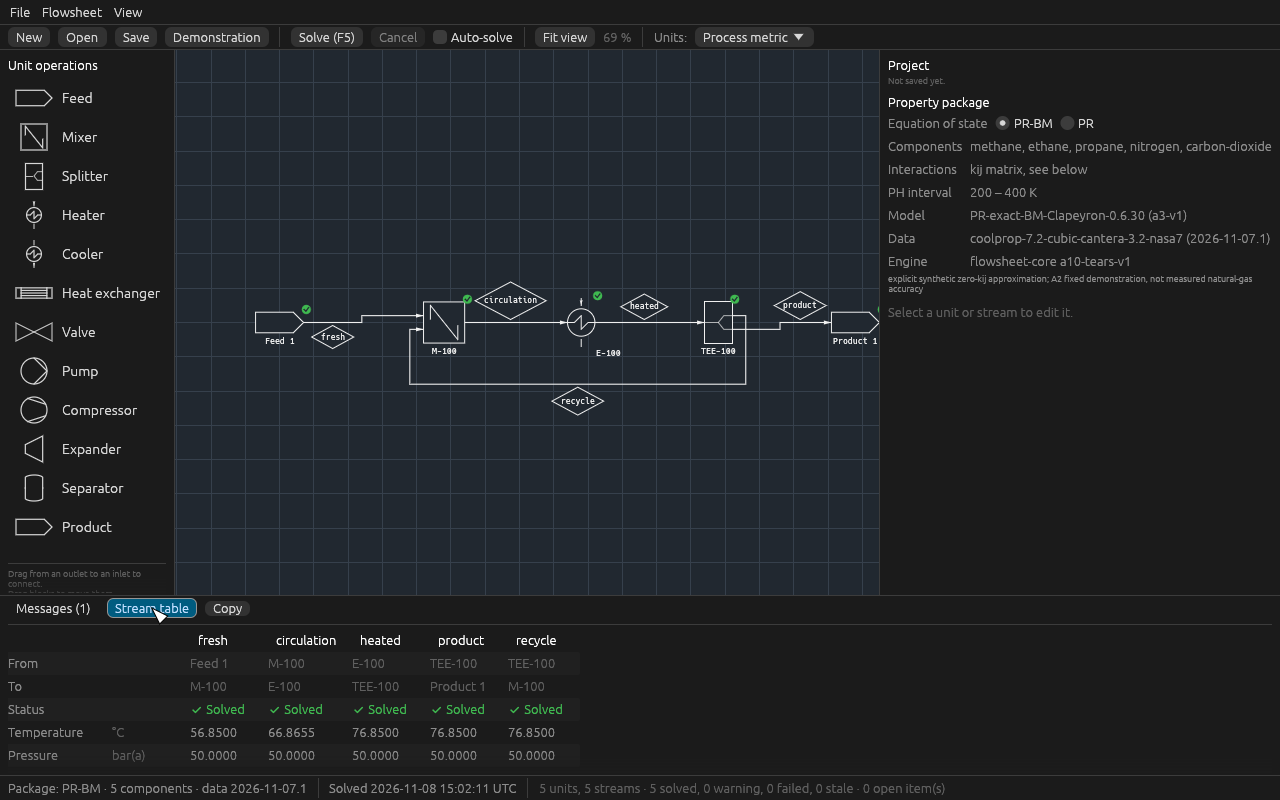 File Flowsheet View
New Open Save Demonstration Solve (F5) Cancel Auto-solve Fit view 69 % Units: Process metric
Unit operations
Feed
Mixer
Splitter
Heater
Cooler
Heat exchanger
Valve
Pump
Compressor
Expander
Separator
Product
Drag from an outlet to an inlet to
connect.
Feed 1
fresh
M-100
circulation
E-100
heated
TEE-100
product
Product 1
recycle
Project
Not saved yet.
Property package
Equation of state PR-BM PR
Components methane, ethane, propane, nitrogen, carbon-dioxide
Interactions kij matrix, see below
PH interval 200 – 400 K
Model PR-exact-BM-Clapeyron-0.6.30 (a3-v1)
Data coolprop-7.2-cubic-cantera-3.2-nasa7 (2026-11-07.1)
Engine flowsheet-core a10-tears-v1
explicit synthetic zero-kij approximation; A2 fixed demonstration, not measured natural-gas
accuracy
Select a unit or stream to edit it.
Messages (1) Stream table Copy
fresh circulation heated product recycle
From Feed 1 M-100 E-100 TEE-100 TEE-100
To M-100 E-100 TEE-100 Product 1 M-100
Status ✓ Solved ✓ Solved ✓ Solved ✓ Solved ✓ Solved
Temperature °C 56.8500 66.8655 76.8500 76.8500 76.8500
Pressure bar(a) 50.0000 50.0000 50.0000 50.0000 50.0000
Package: PR-BM · 5 components · data 2026-11-07.1 Solved 2026-11-08 15:02:11 UTC 5 units, 5 streams · 5 solved, 0 warning, 0 failed, 0 stale · 0 open item(s)